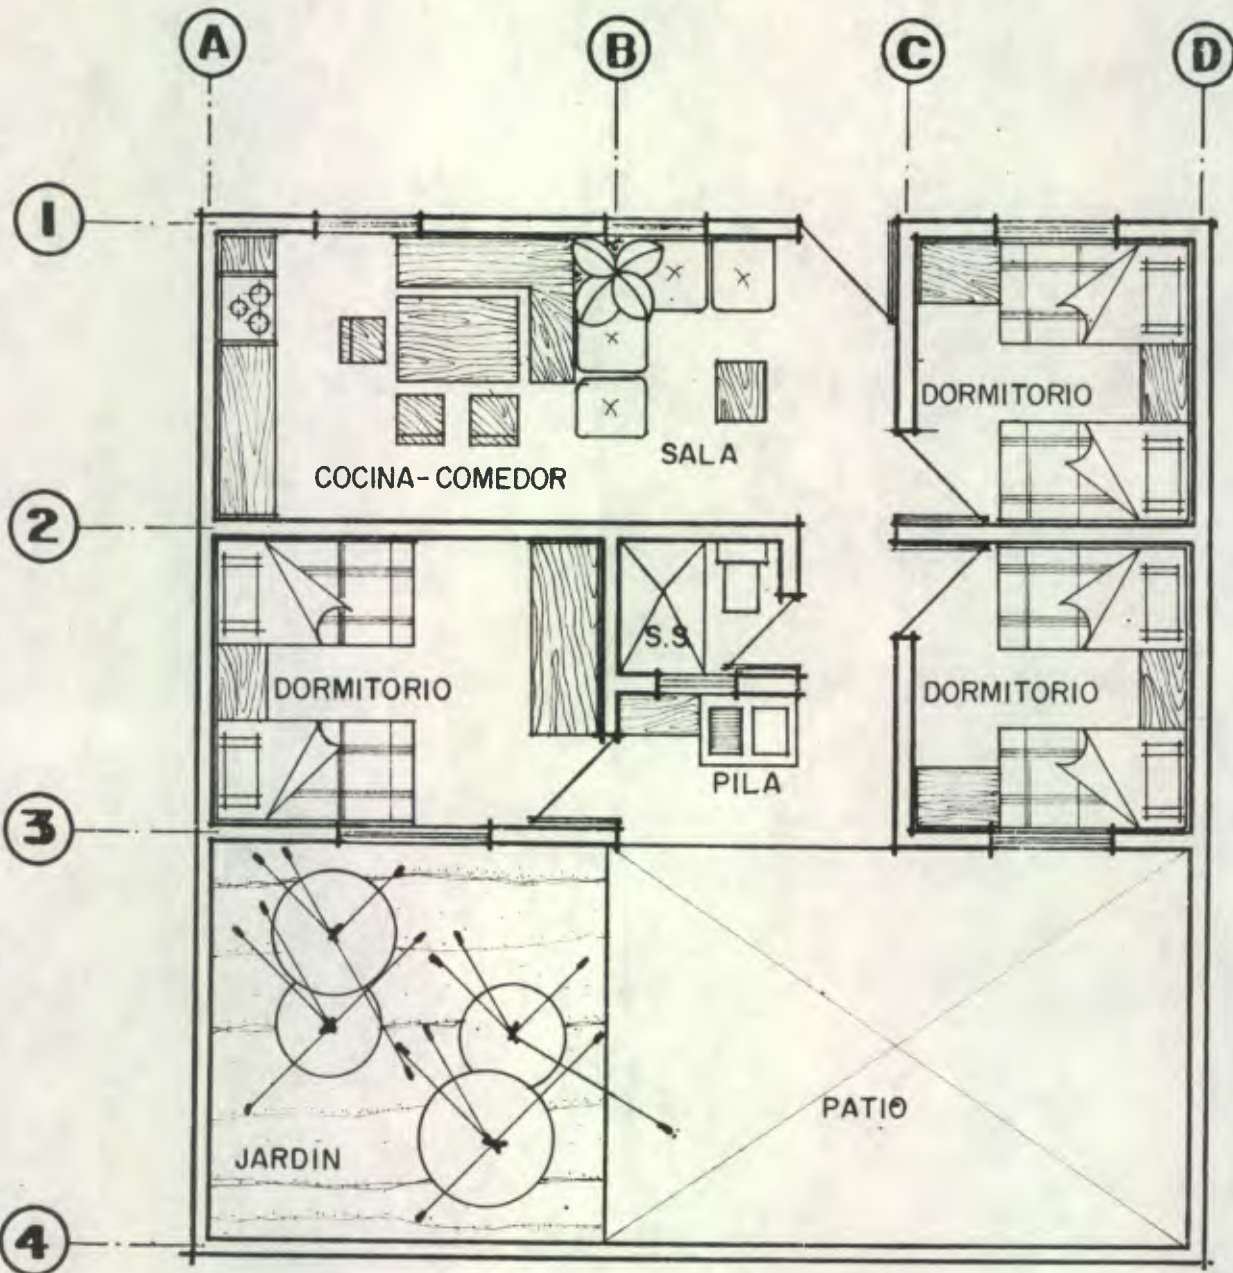 A B C D
1
DORMITORIO
SALA
COCINA-COMEDOR
2
S.S
DORMITORIO
DORMITORIO
PILA
3
PATIO
JARDIN
4